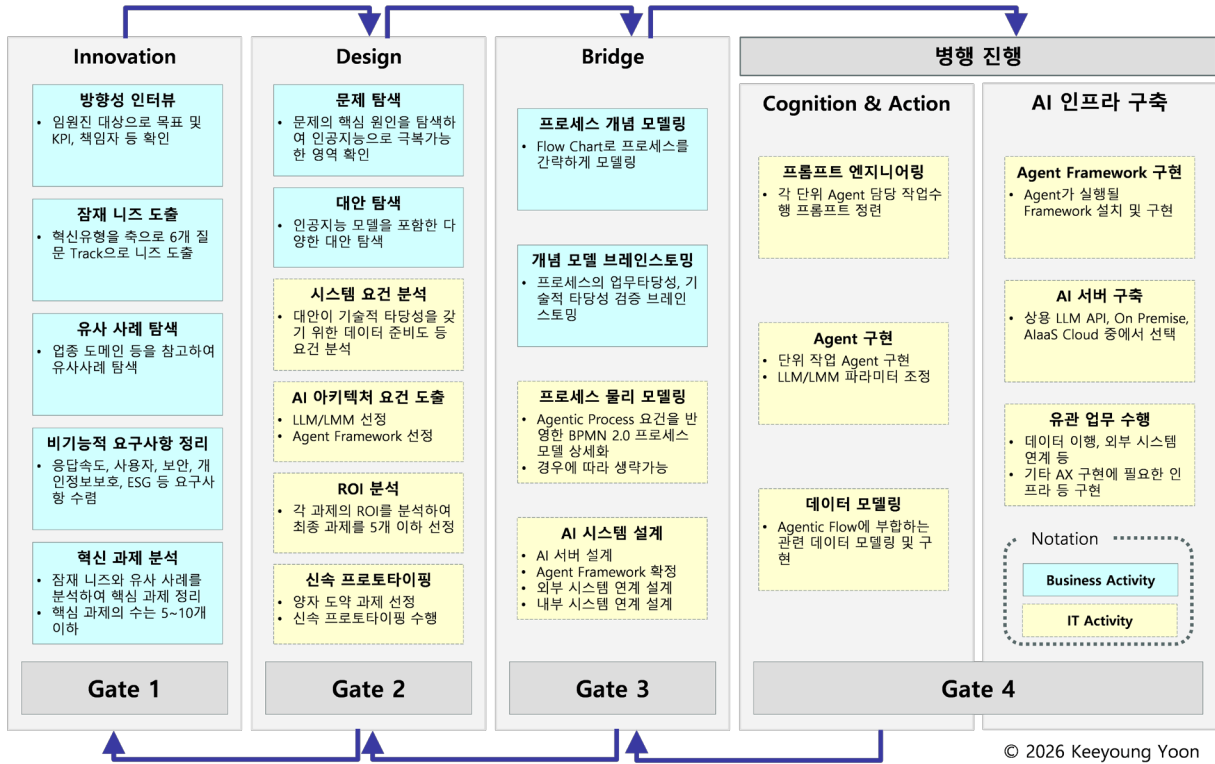 Innovation
방향성 인터뷰
• 임원진 대상으로 목표 및
KPI, 책임자 등 확인
잠재 니즈 도출
• 혁신유형을 축으로 6개 질
문 Track으로 니즈 도출
유사 사례 탐색
• 업종 도메인 등을 참고하여
유사사례 탐색
비기능적 요구사항 정리
• 응답속도, 사용자, 보안, 개
인정보보호, ESG 등 요구사
항 수렴
혁신 과제 분석
• 잠재 니즈와 유사 사례를
분석하여 핵심 과제 정리
• 핵심 과제의 수는 5~10개
이하
Gate 1
Design
문제 탐색
• 문제의 핵심 원인을 탐색하
여 인공지능으로 극복가능
한 영역 확인
대안 탐색
• 인공지능 모델을 포함한 다
양한 대안 탐색
시스템 요건 분석
• 대안이 기술적 타당성을 갖
기 위한 데이터 준비도 등
요건 분석
AI 아키텍처 요건 도출
• LLM/LMM 선정
• Agent Framework 선정
ROI 분석
• 각 과제의 ROI를 분석하여
최종 과제를 5개 이하 선정
신속 프로토타이핑
• 양자 도약 과제 선정
• 신속 프로토타이핑 수행
Gate 2
Bridge
프로세스 개념 모델링
• Flow Chart로 프로세스를
간략하게 모델링
개념 모델 브레인스토밍
• 프로세스의 업무타당성, 기
술적 타당성 검증 브레인
스토밍
프로세스 물리 모델링
• Agentic Process 요건을 반
영한 BPMN 2.0 프로세스
모델 상세화
• 경우에 따라 생략가능
AI 시스템 설계
• AI 서버 설계
• Agent Framework 확정
• 외부 시스템 연계 설계
• 내부 시스템 연계 설계
Gate 3
병행 진행
Cognition & Action
프롬프트 엔지니어링
• 각 단위 Agent 담당 작업수
행 프롬프트 정련
Agent 구현
• 단위 작업 Agent 구현
• LLM/LMM 파라미터 조정
데이터 모델링
• Agentic Flow에 부합하는
관련 데이터 모델링 및 구
현
AI 인프라 구축
Agent Framework 구현
• Agent가 실행될
Framework 설치 및 구현
AI 서버 구축
• 상용 LLM API, On Premise,
AIaaS Cloud 중에서 선택
유관 업무 수행
• 데이터 이행, 외부 시스템
연계 등
• 기타 AX 구현에 필요한 인
프라 등 구현
Notation
Business Activity
IT Activity
Gate 4
© 2026 Keeyoung Yoon